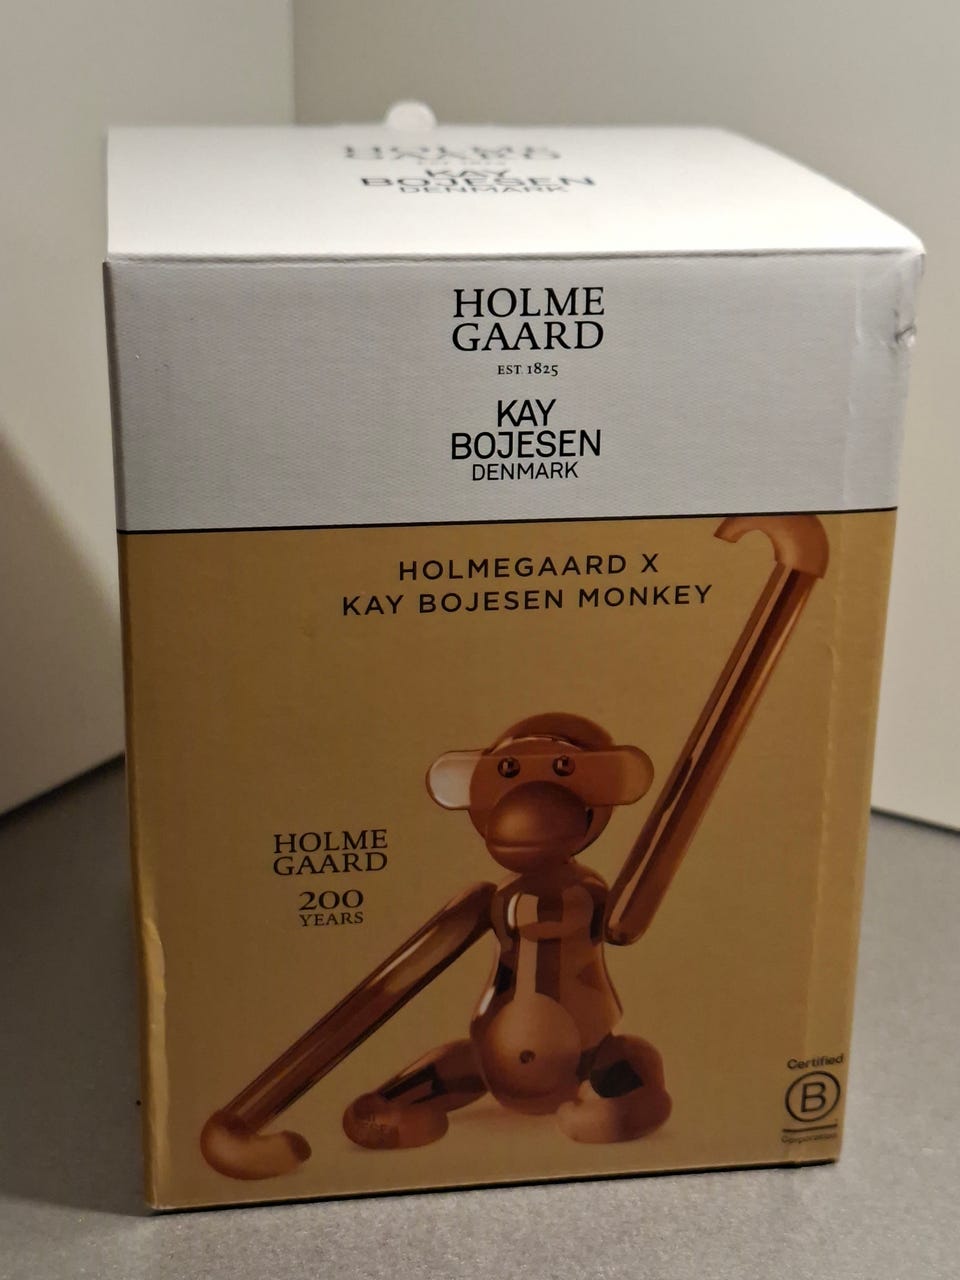 HOLME
GAARD
KAY
BOJESEN
DENMARK
HOLME
GAARD
EST. 1825
KAY
BOJESEN
DENMARK
HOLMEGAARD X
KAY BOJESEN MONKEY
HOLME
GAARD
200
YEARS
Certified
B
Corporation